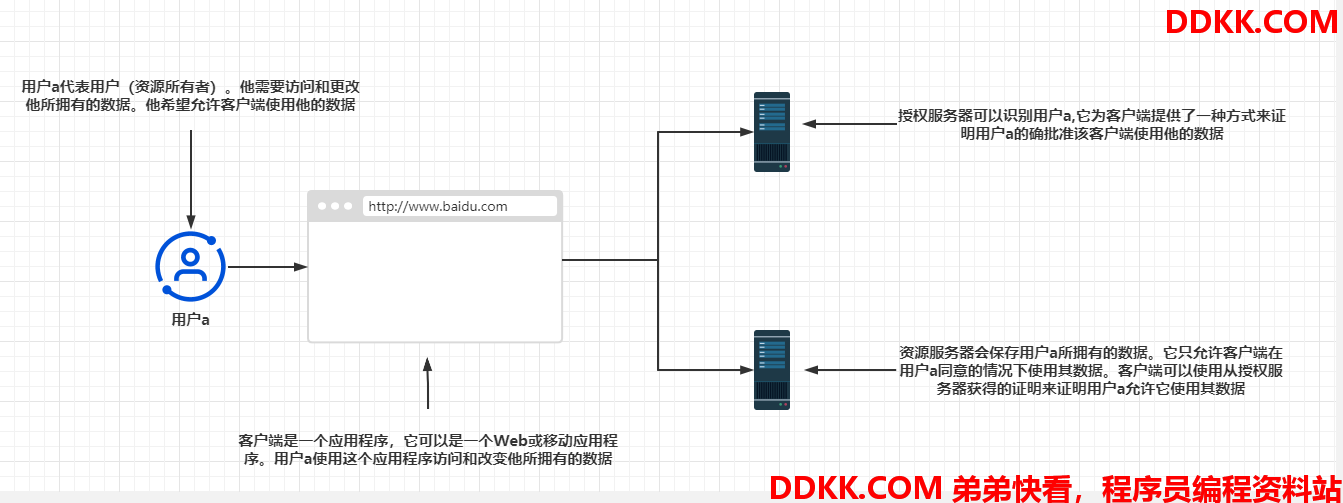 DDKK.COM
用户a代表用户（资源所有者）。他需要访问和更改
他所拥有的数据。他希望允许客户端使用他的数据
授权服务器可以识别用户a,它为客户端提供了一种方式来证
明用户a的确批准该客户端使用他的数据
http://www.baidu.com
用户a
资源服务器会保存用户a所拥有的数据。它只允许客户端在
用户a同意的情况下使用其数据。客户端可以使用从授权服
务器获得的证明来证明用户a允许它使用其数据
客户端是一个应用程序，它可以是一个Web或移动应用程
序。用户a使用这个应用程序访问和改变他所拥有的数据
DDKK.COM 弟弟快看，程序员编程资料站